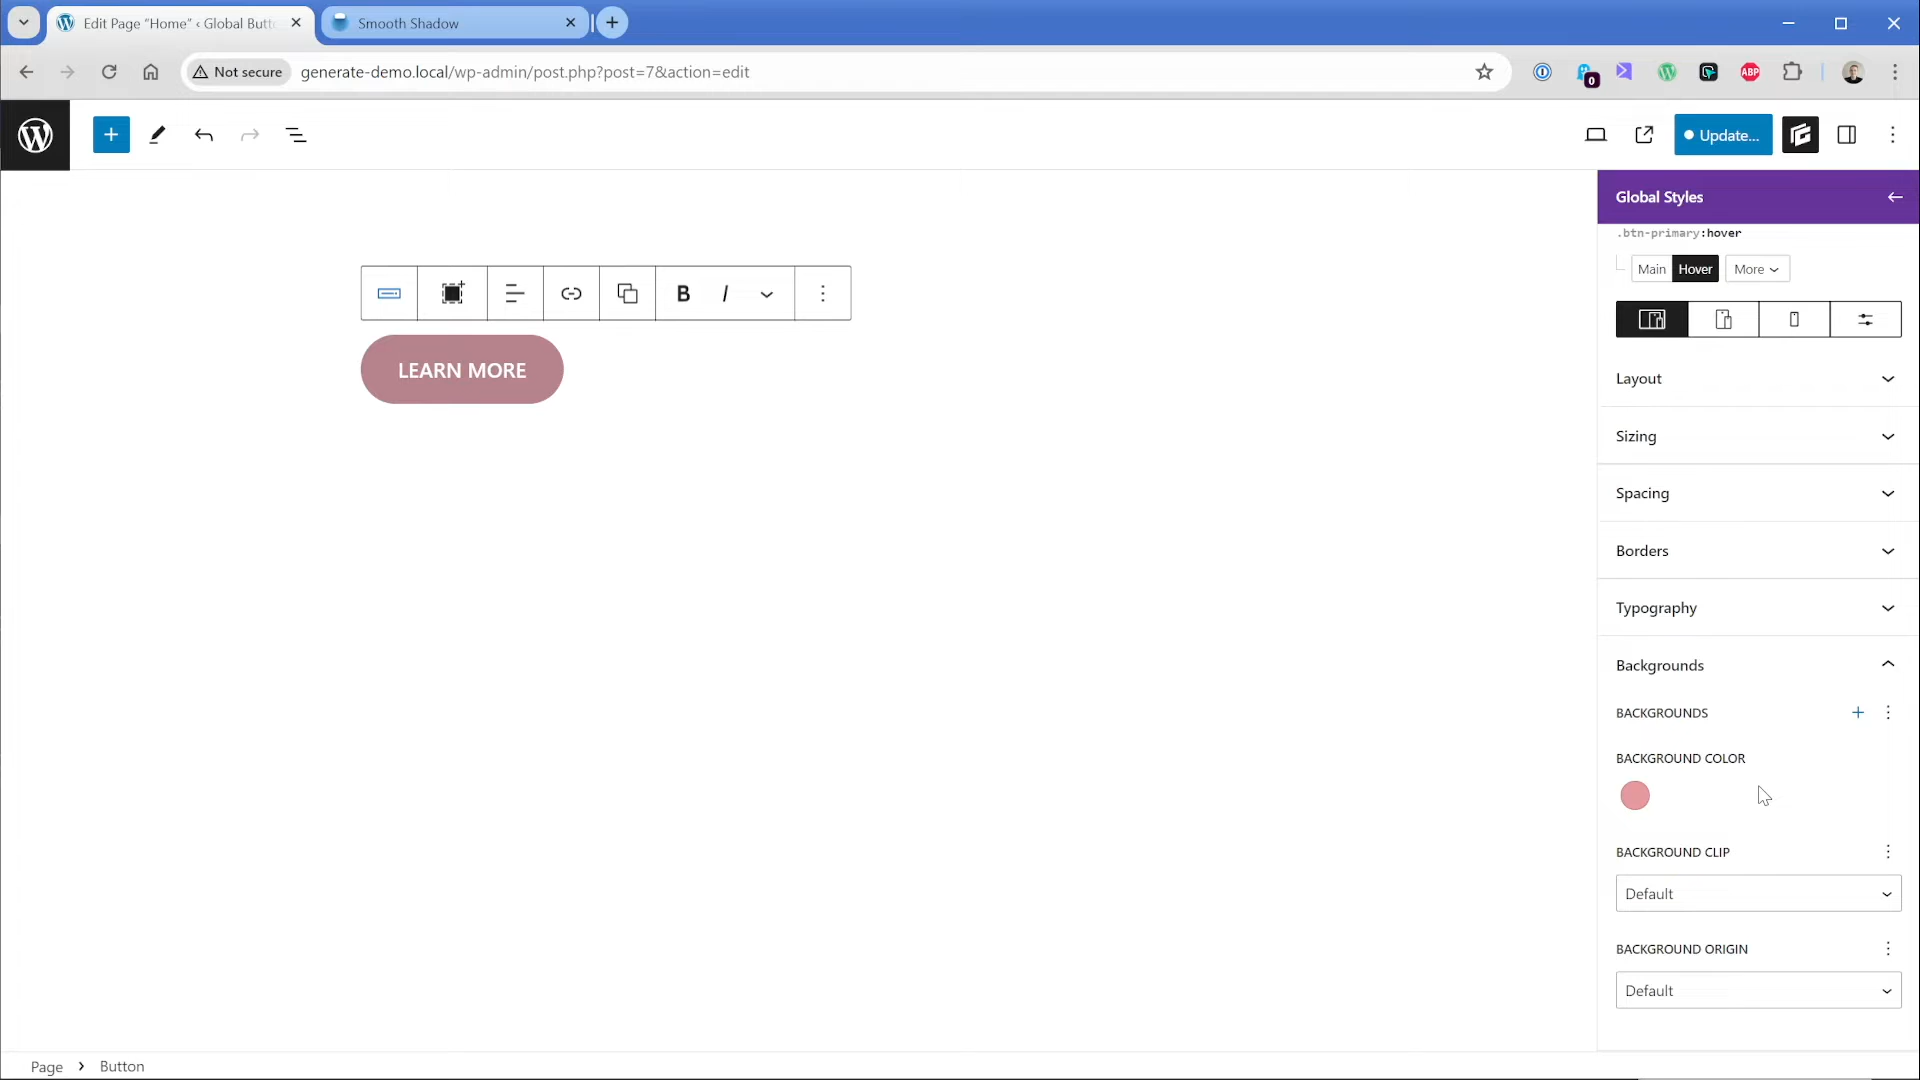 Edit Page “Home” ‹ Global Butt
Smooth Shadow
Not secure
generate-demo.local/wp-admin/post.php?post=7&action=edit
0
ABP
Update...
Global Styles
.btn-primary:hover
Main
Hover
More
B I
LEARN MORE
Layout
Sizing
Spacing
Borders
Typography
Backgrounds
BACKGROUNDS
BACKGROUND COLOR
BACKGROUND CLIP
Default
BACKGROUND ORIGIN
Default
Page › Button